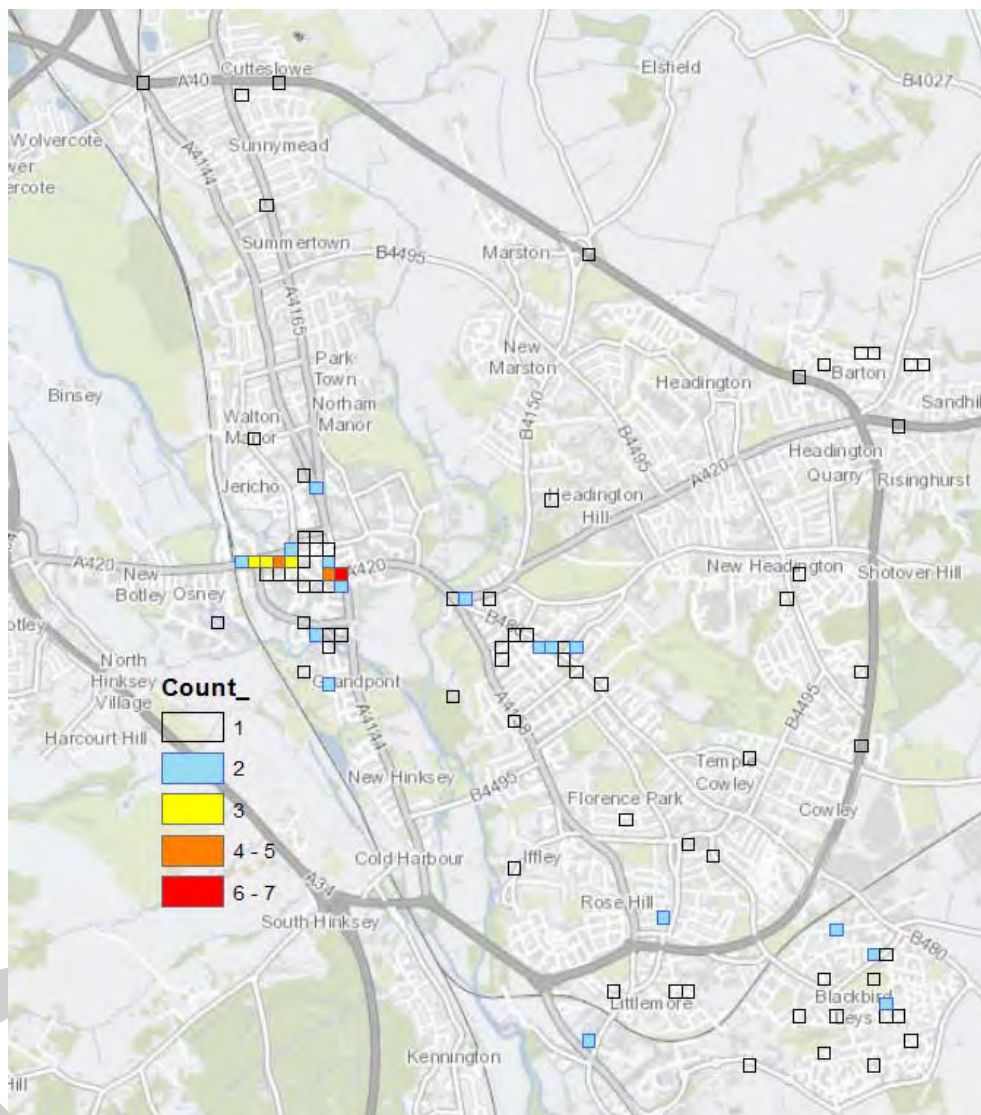 Elsfield
Cutteslowe
A40
B4027
Wolvercote
Sunnymead
A4144
Summertown
Marston
B4495
A4165
New
Marston
Park
Town
Barton
Headington
Binsey
Norham
Manor
B4150
Sandhil
Walton
Manor
B4495
Headington
Quarry
A420
Risinghurst
Jericho
Headington
Hill
A420
A420
New
Botley
Osney
New Headington
Shotover Hill
North
Hinksey
Village
Grandpont
Count_
Harcourt Hill
A4144
B4495
1
New Hinksey
Temple
Cowley
2
B4495
Florence Park
Cowley
3
Cold Harbour
Iffley
4 - 5
A34
Rose Hill
6 - 7
South Hinksey
B480
Littlemore
Blackbird
Leys
Kennington
Hill